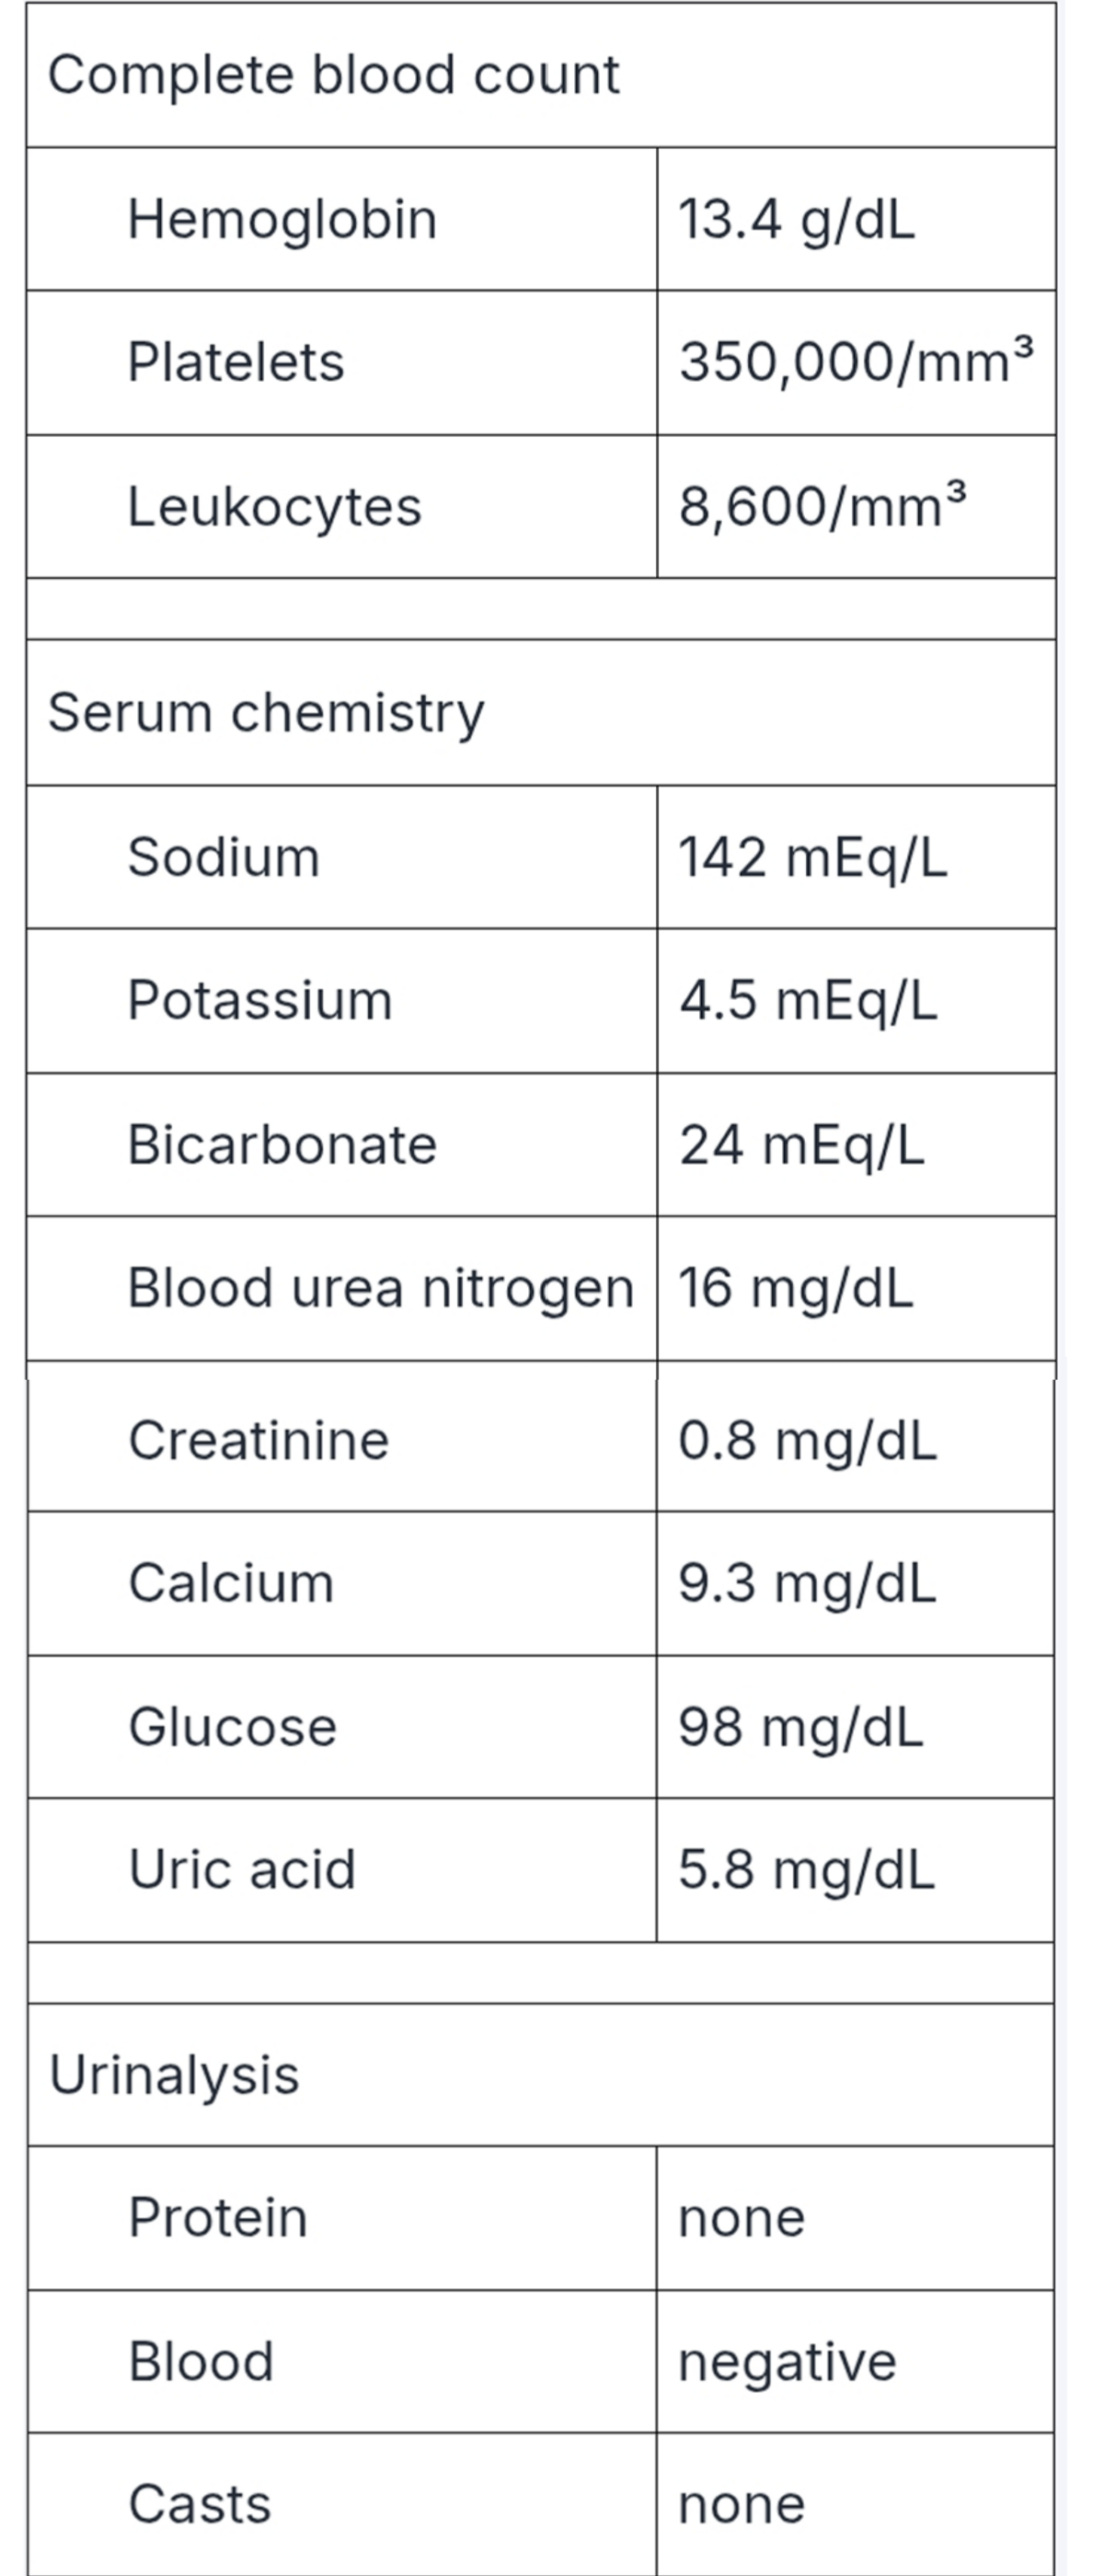 Complete blood count
Hemoglobin 13.4 g/dL
Platelets 350,000/mm³
Leukocytes 8,600/mm³
Serum chemistry
Sodium 142 mEq/L
Potassium 4.5 mEq/L
Bicarbonate 24 mEq/L
Blood urea nitrogen 16 mg/dL
Creatinine 0.8 mg/dL
Calcium 9.3 mg/dL
Glucose 98 mg/dL
Uric acid 5.8 mg/dL
Urinalysis
Protein none
Blood negative
Casts none